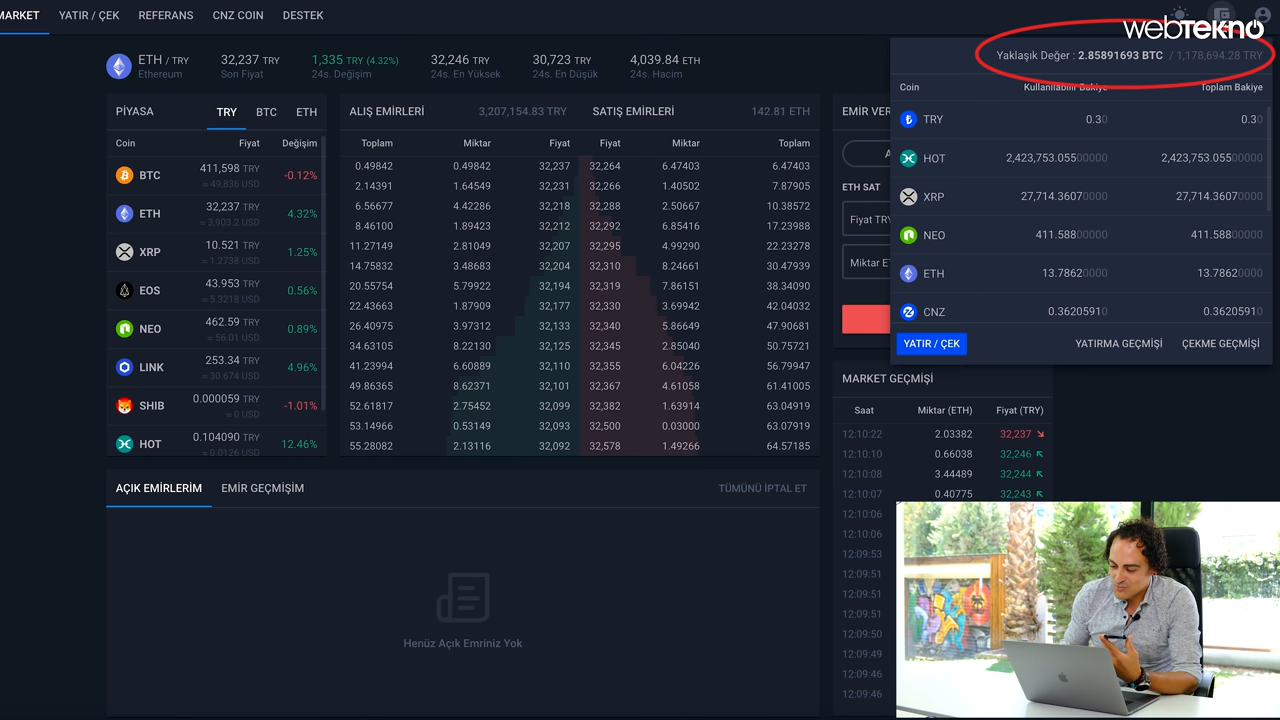 MARKET YATIR / ÇEK REFERANS CNZ COIN DESTEK
webTEKNO
ETH / TRY
Ethereum
32,237 TRY
Son Fiyat
1,335 TRY (4.32%)
24s. Değişim
32,246 TRY
24s. En Yüksek
30,723 TRY
24s. En Düşük
4,039.84 ETH
24s. Hacim
Yaklaşık Değer : 2.85891693 BTC / 1,178,694.28 TRY
Coin Kullanılabilir Bakiye Toplam Bakiye
TRY 0.30 0.30
HOT 2,423,753.05500000 2,423,753.05500000
XRP 27,714.36070000 27,714.36070000
NEO 411.58800000 411.58800000
ETH 13.78620000 13.78620000
CNZ 0.36205910 0.36205910
YATIR / ÇEK YATIRMA GEÇMİŞİ ÇEKME GEÇMİŞİ
PİYASA TRY BTC ETH
Coin Fiyat Değişim
BTC 411,598 TRY -0.12%
≈ 49,836 USD
ETH 32,237 TRY 4.32%
≈ 3,903.2 USD
XRP 10.521 TRY 1.25%
≈ 1.2738 USD
EOS 43.953 TRY 0.56%
≈ 5.3218 USD
NEO 462.59 TRY 0.89%
≈ 56.01 USD
LINK 253.34 TRY 4.96%
≈ 30.674 USD
SHIB 0.000059 TRY -1.01%
≈ 0 USD
HOT 0.104090 TRY 12.46%
≈ 0.0126 USD
ALIŞ EMİRLERİ 3,207,154.83 TRY SATIŞ EMİRLERİ 142.81 ETH
Toplam Miktar Fiyat Fiyat Miktar Toplam
0.49842 0.49842 32,237 32,264 6.47403 6.47403
2.14391 1.64549 32,231 32,266 1.40502 7.87905
6.56677 4.42286 32,218 32,288 2.50667 10.38572
8.46100 1.89423 32,212 32,292 6.85416 17.23988
11.27149 2.81049 32,207 32,295 4.99290 22.23278
14.75832 3.48683 32,204 32,310 8.24661 30.47939
20.55754 5.79922 32,194 32,319 7.86151 38.34090
22.43663 1.87909 32,177 32,330 3.69942 42.04032
26.40975 3.97312 32,133 32,340 5.86649 47.90681
34.63105 8.22130 32,125 32,345 2.85040 50.75721
41.23994 6.60889 32,110 32,355 6.04226 56.79947
49.86365 8.62371 32,101 32,367 4.61058 61.41005
52.61817 2.75452 32,099 32,382 1.63914 63.04919
53.14966 0.53149 32,093 32,500 0.03000 63.07919
55.28082 2.13116 32,092 32,578 1.49266 64.57185
EMİR VER
A
ETH SAT
Fiyat TRY
Miktar ET
MARKET GEÇMİŞİ
Saat Miktar (ETH) Fiyat (TRY)
12:10:22 2.03382 32,237
12:10:10 0.66038 32,246
12:10:08 3.44489 32,244
12:10:07 0.40775 32,243
12:10:06
12:10:06
12:09:53
12:09:51
12:09:51
12:09:51
12:09:50
12:09:49
12:09:46
12:09:46
AÇIK EMİRLERİM EMİR GEÇMİŞİM TÜMÜNÜ İPTAL ET
Henüz Açık Emriniz Yok